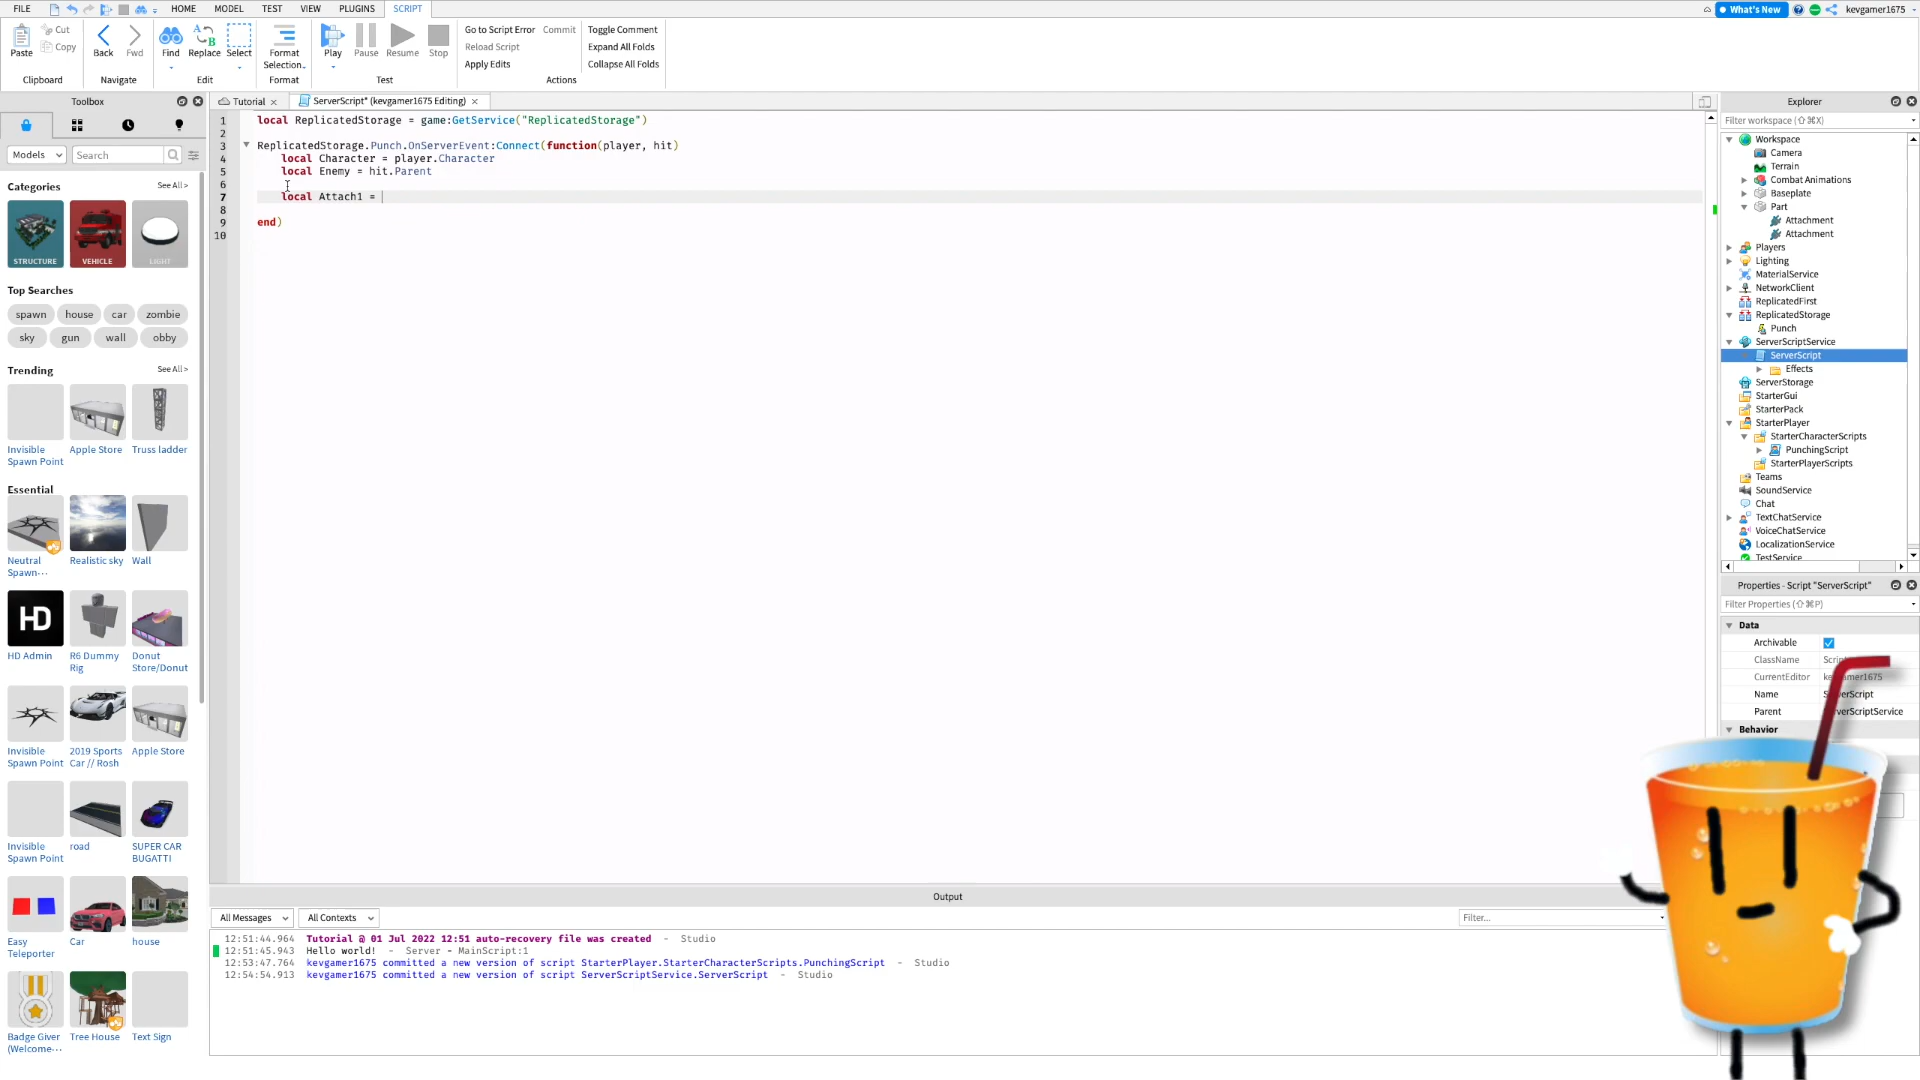 FILE HOME MODEL TEST VIEW PLUGINS SCRIPT What's New kevgamer1675
Paste Cut Copy Back Fwd Find Replace Select Format Selection Play Pause Resume Stop
Go to Script Error Commit Toggle Comment
Reload Script Expand All Folds
Apply Edits Collapse All Folds
Clipboard Navigate Edit Format Test Actions
Toolbox
Models Search
Categories See All >
STRUCTURE VEHICLE LIGHT
Top Searches
spawn house car zombie
sky gun wall obby
Trending See All >
Invisible Spawn Point
Apple Store
Truss ladder
Essential
Neutral Spawn...
Realistic sky
Wall
HD
HD Admin
R6 Dummy Rig
Donut Store/Donut
Invisible Spawn Point
2019 Sports Car // Rosh
Apple Store
Invisible Spawn Point
road
SUPER CAR BUGATTI
Easy Teleporter
Car
house
Badge Giver (Welcome...
Tree House
Text Sign
Tutorial ServerScript* (kevgamer1675 Editing)
1 local ReplicatedStorage = game:GetService("ReplicatedStorage")
2
3 ReplicatedStorage.Punch.OnServerEvent:Connect(function(player, hit)
4 local Character = player.Character
5 local Enemy = hit.Parent
6
7 local Attach1 =
8
9 end)
10
Output
All Messages All Contexts Filter...
12:51:44.964 Tutorial @ 01 Jul 2022 12:51 auto-recovery file was created - Studio
12:51:45.943 Hello world! - Server - MainScript:1
12:53:47.764 kevgamer1675 committed a new version of script StarterPlayer.StarterCharacterScripts.PunchingScript - Studio
12:54:54.913 kevgamer1675 committed a new version of script ServerScriptService.ServerScript - Studio
Explorer
Filter workspace (⇧⌘X)
Workspace
Camera
Terrain
Combat Animations
Baseplate
Part
Attachment
Attachment
Players
Lighting
MaterialService
NetworkClient
ReplicatedFirst
ReplicatedStorage
Punch
ServerScriptService
ServerScript
Effects
ServerStorage
StarterGui
StarterPack
StarterPlayer
StarterCharacterScripts
PunchingScript
StarterPlayerScripts
Teams
SoundService
Chat
TextChatService
VoiceChatService
LocalizationService
TestService
Properties - Script "ServerScript"
Filter Properties (⇧⌘P)
Data
Archivable
ClassName
CurrentEditor
Name
Parent
Behavior